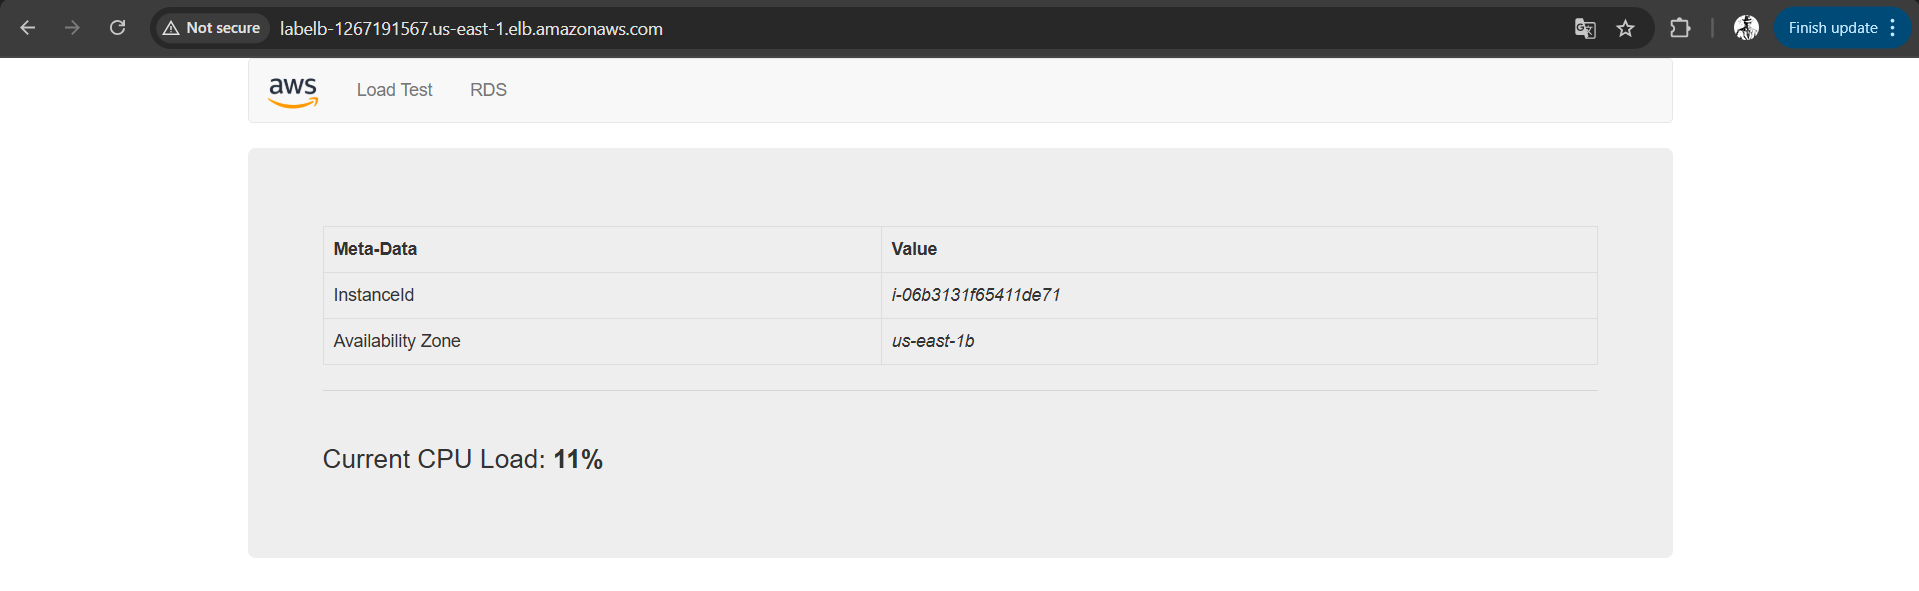 Not secure labelb-1267191567.us-east-1.elb.amazonaws.com Finish update
aws Load Test RDS
Meta-Data Value
InstanceId i-06b3131f65411de71
Availability Zone us-east-1b
Current CPU Load: 11%